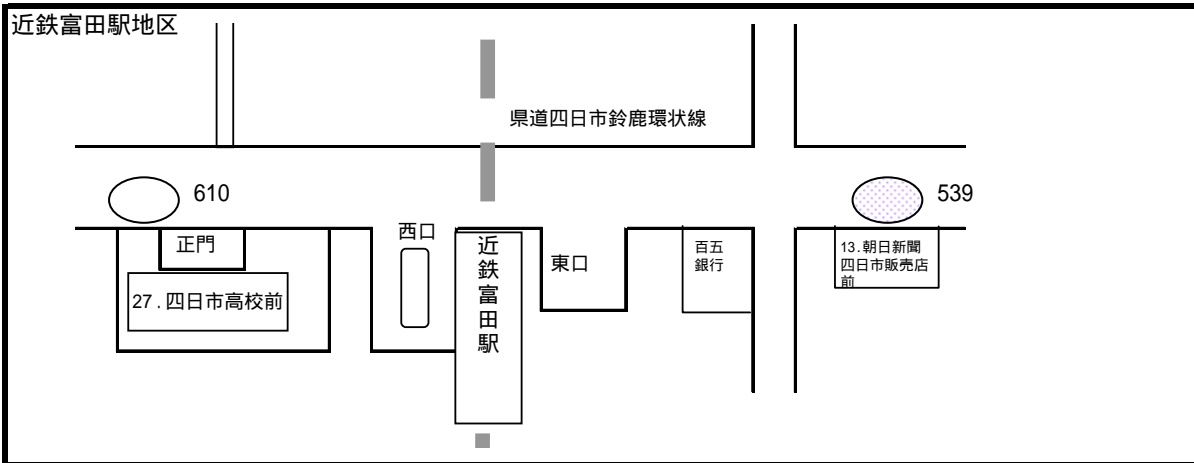 近鉄富田駅地区
県道四日市鈴鹿環状線
610
539
正門
27.四日市高校前
西口
近鉄富田駅
東口
百五
銀行
13.朝日新聞
四日市販売店
前